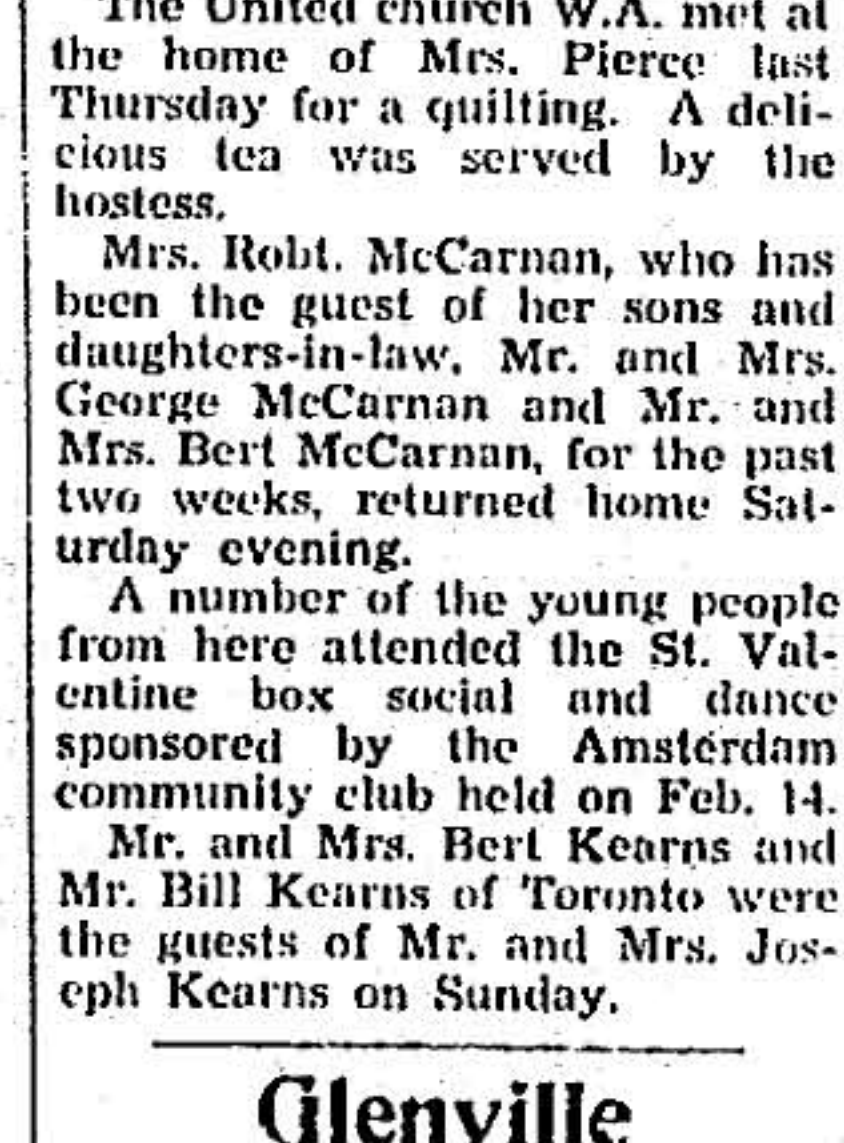 The United church W.A. met at
the home of Mrs. Pierce last
Thursday for a quilting. A deli-
cious tea was served by the
hostess.
Mrs. Robt. McCarnan, who has
been the guest of her sons and
daughters-in-law, Mr. and Mrs.
George McCarnan and Mr. and
Mrs. Bert McCarnan, for the past
two weeks, returned home Sat-
urday evening.
A number of the young people
from here attended the St. Val-
entine box social and dance
sponsored by the Amsterdam
community club held on Feb. 14.
Mr. and Mrs. Bert Kearns and
Mr. Bill Kearns of Toronto were
the guests of Mr. and Mrs. Jos-
eph Kearns on Sunday.
Glenville